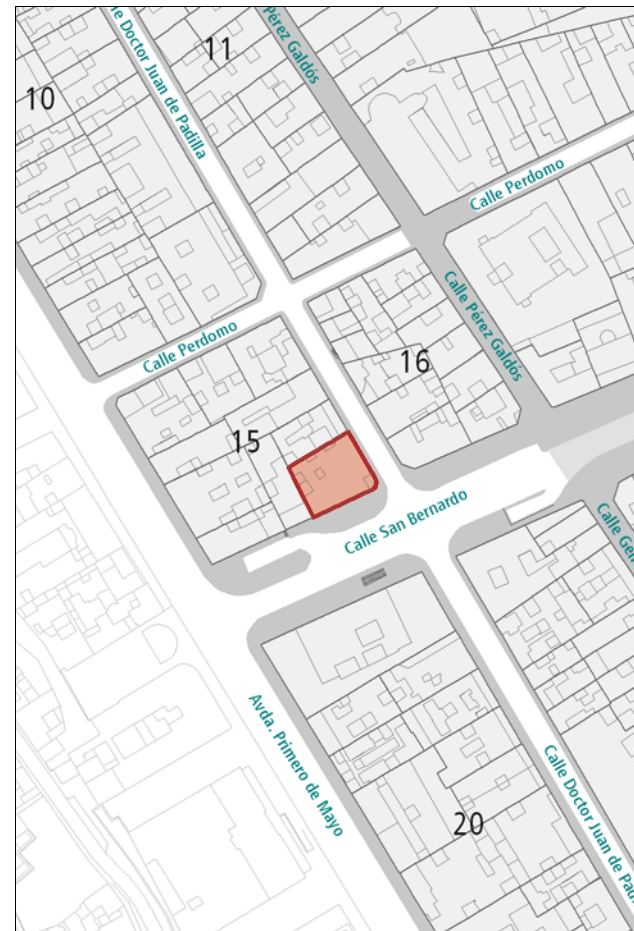 Doctor Juan de Padilla
11
Pérez Galdós
10
Calle Perdomo
Calle Perdomo
Calle Pérez Galdós
16
15
Calle San Bernardo
Calle
Avda. Primero de Mayo
Calle Doctor Juan de
20